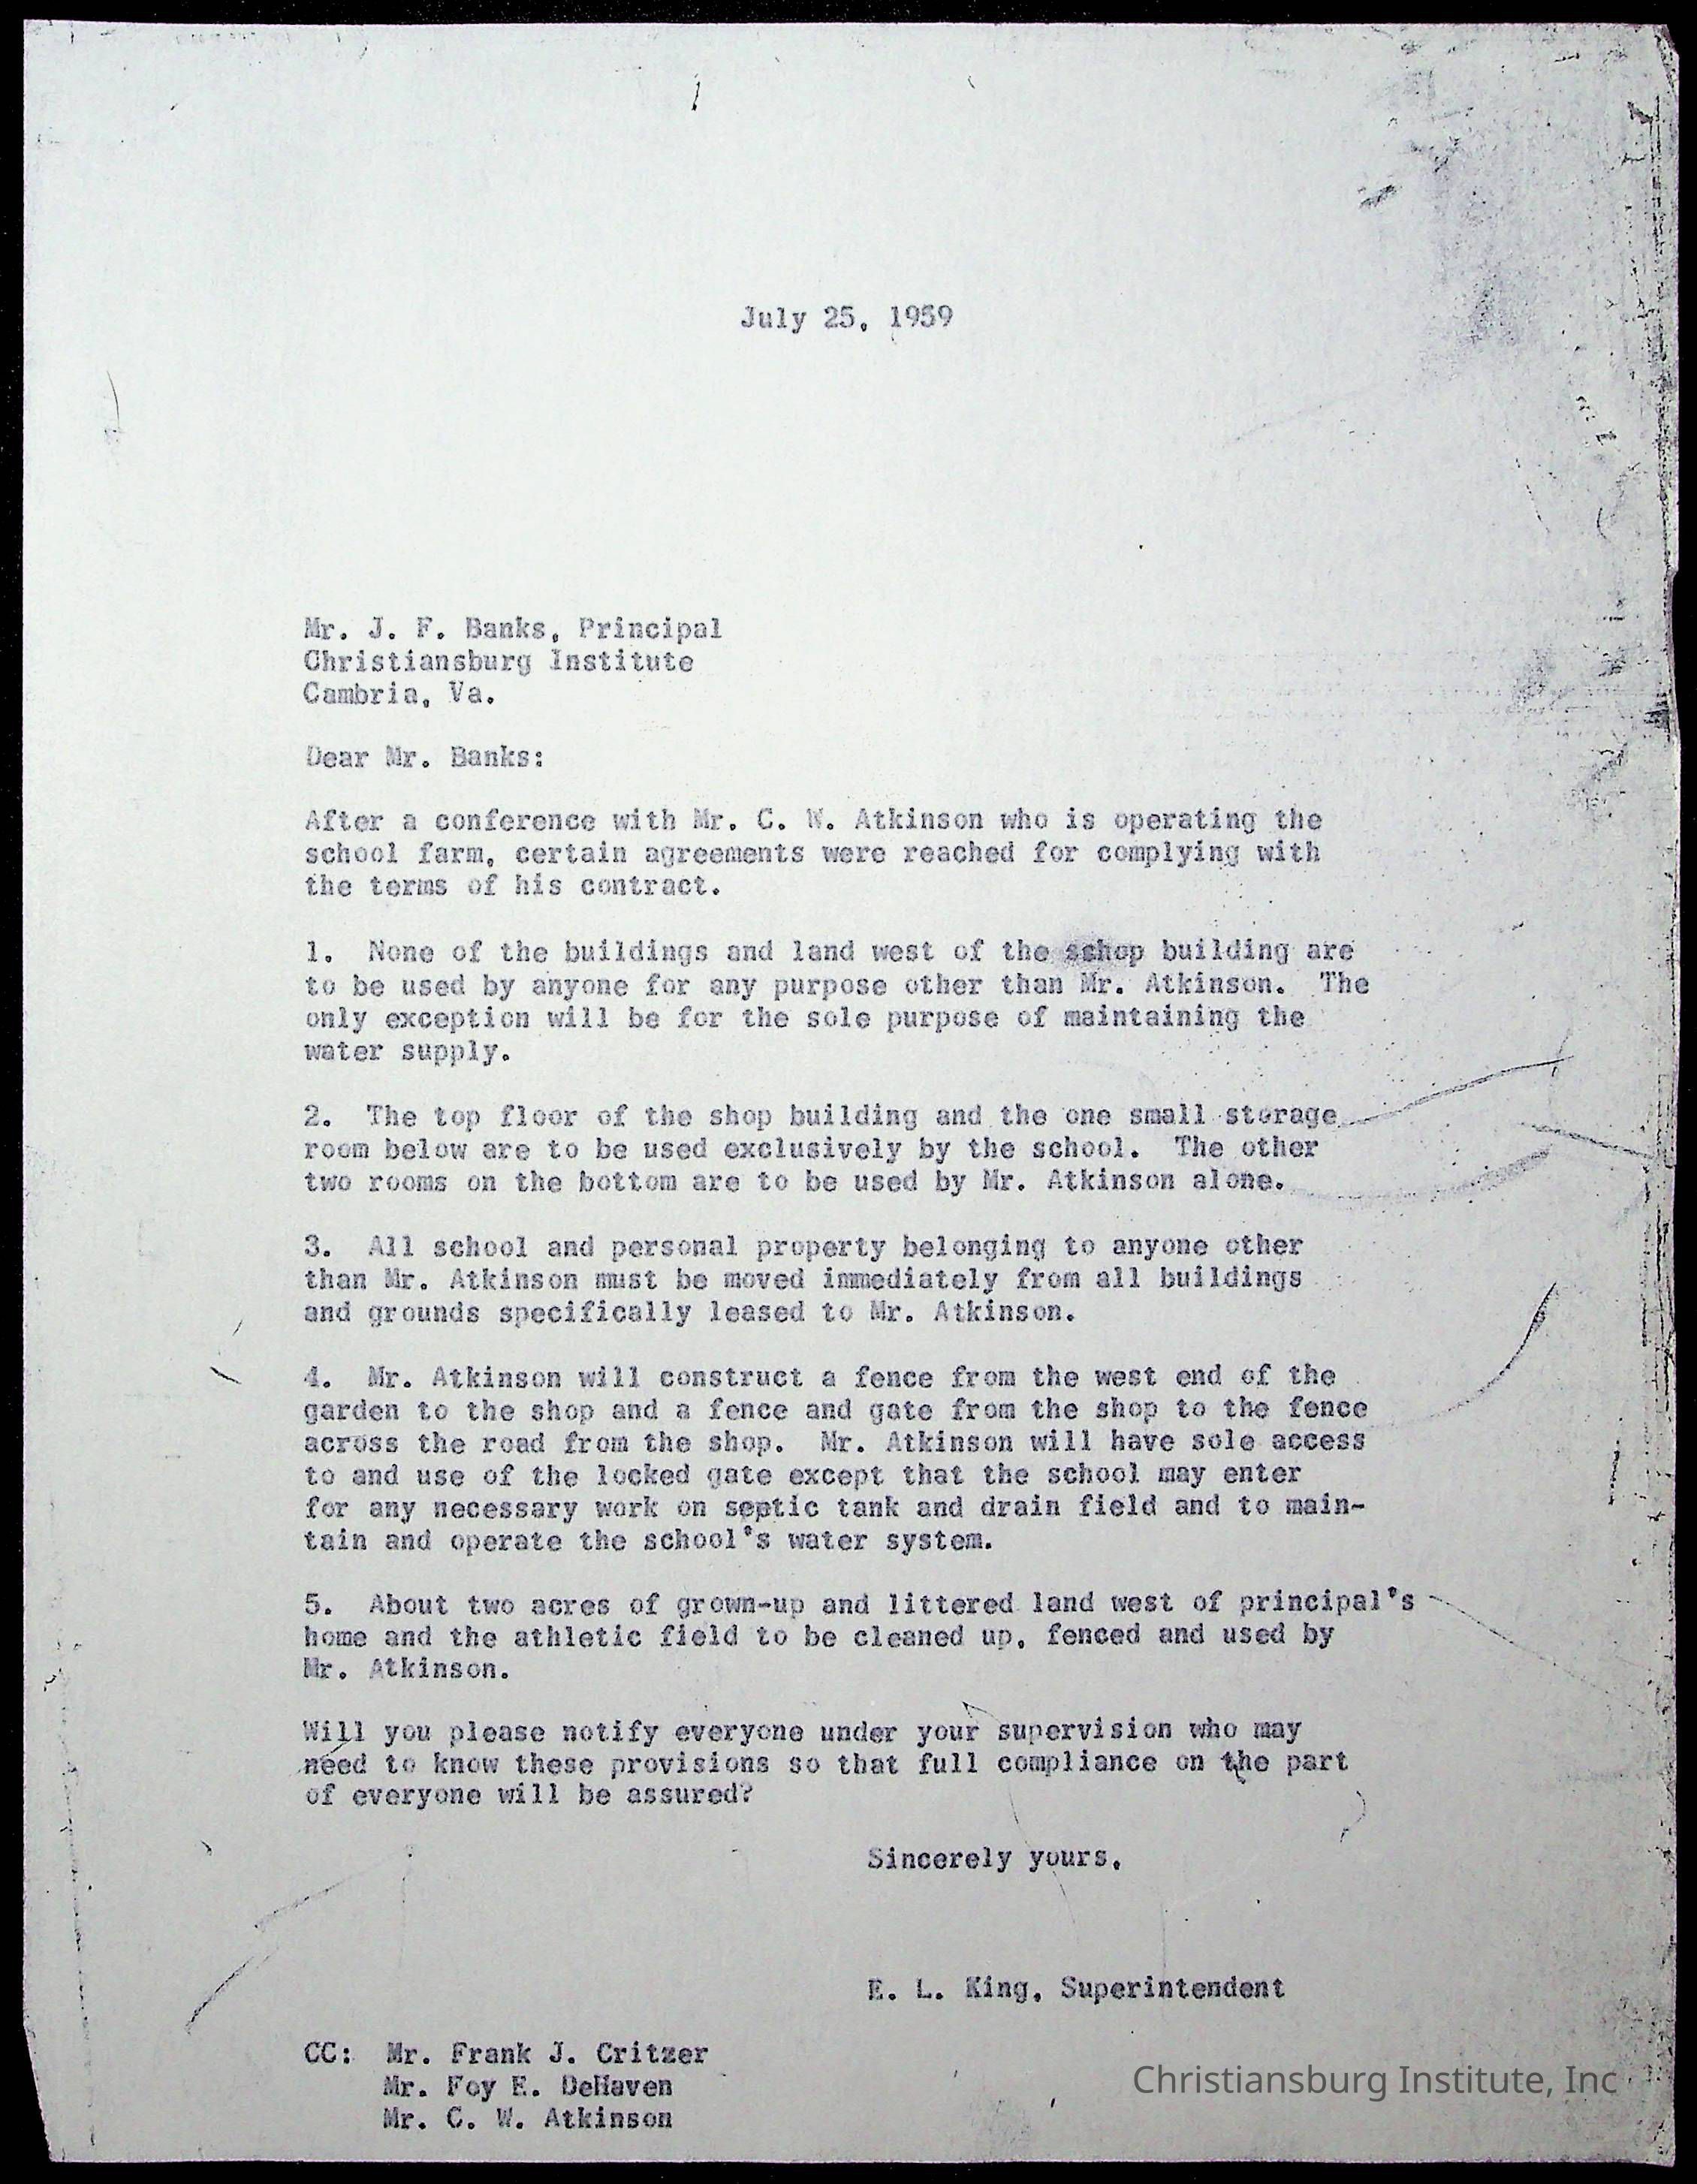 July 25, 1959
Mr. J. F. Banks, Principal
Christiansburg Institute
Cambria, Va.
Dear Mr. Banks:
After a conference with Mr. C. W. Atkinson who is operating the
school farm, certain agreements were reached for complying with
the terms of his contract.
1. None of the buildings and land west of the schop building are
to be used by anyone for any purpose other than Mr. Atkinson. The
only exception will be for the sole purpose of maintaining the
water supply.
2. The top floor of the shop building and the one small storage
room below are to be used exclusively by the school. The other
two rooms on the bottom are to be used by Mr. Atkinson alone.
3. All school and personal property belonging to anyone other
than Mr. Atkinson must be moved immediately from all buildings
and grounds specifically leased to Mr. Atkinson.
4. Mr. Atkinson will construct a fence from the west end of the
garden to the shop and a fence and gate from the shop to the fence
across the road from the shop. Mr. Atkinson will have sole access
to and use of the locked gate except that the school may enter
for any necessary work on septic tank and drain field and to main-
tain and operate the school's water system.
5. About two acres of grown-up and littered land west of principal's
home and the athletic field to be cleaned up, fenced and used by
Mr. Atkinson.
Will you please notify everyone under your supervision who may
need to know these provisions so that full compliance on the part
of everyone will be assured?
Sincerely yours,
E. L. King, Superintendent
CC: Mr. Frank J. Critzer
Mr. Foy E. DeHaven
Mr. C. W. Atkinson
Christiansburg Institute, Inc